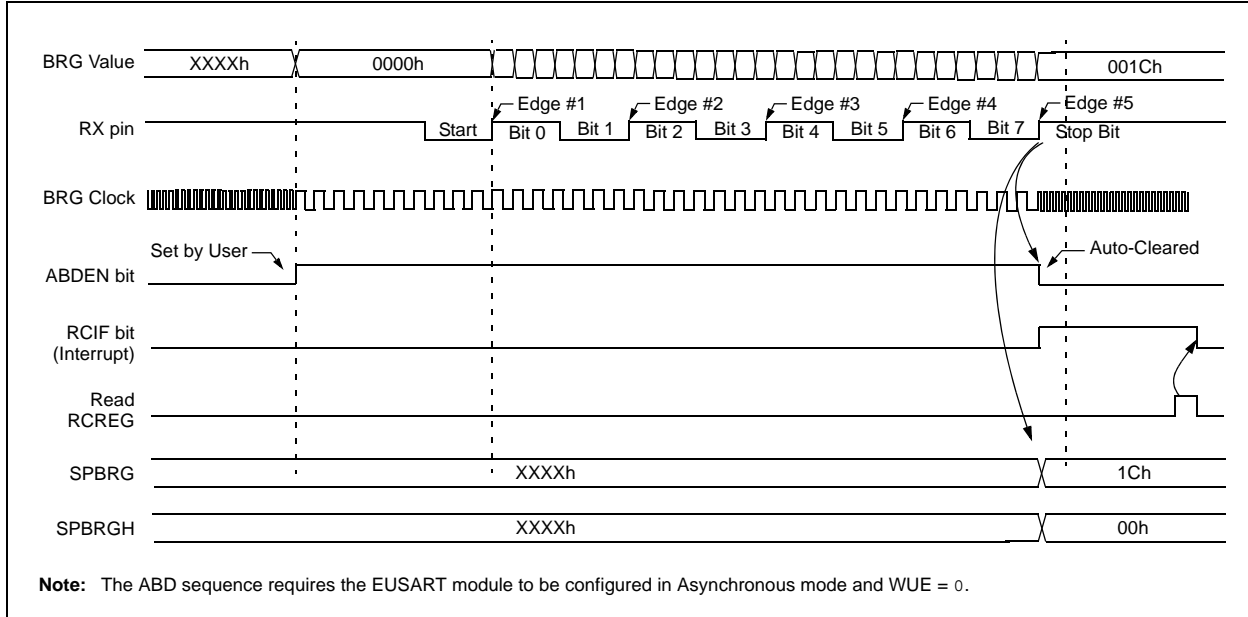 BRG Value XXXXh 0000h 001Ch
Edge #1 Edge #2 Edge #3 Edge #4 Edge #5
RX pin Start Bit 0 Bit 1 Bit 2 Bit 3 Bit 4 Bit 5 Bit 6 Bit 7 Stop Bit
BRG Clock
Set by User Auto-Cleared
ABDEN bit
RCIF bit
(Interrupt)
Read
RCREG
SPBRG XXXXh 1Ch
SPBRGH XXXXh 00h
Note: The ABD sequence requires the EUSART module to be configured in Asynchronous mode and WUE = 0.